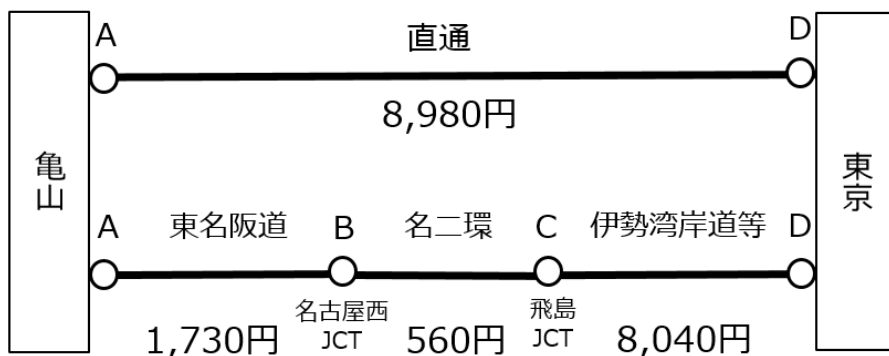 A 直通 D
8,980円
亀山
東京
A 東名阪道 B 名二環 C 伊勢湾岸道等 D
名古屋西
JCT
飛島
JCT
1,730円 560円 8,040円